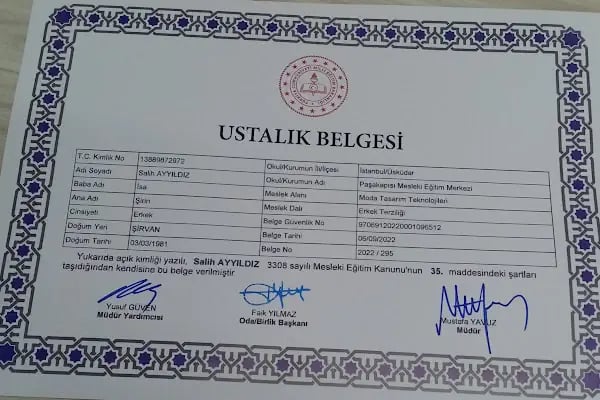 USTALIK BELGESİ
T.C. Kimlik No 13889872972 Okul/Kurumun İli/İlçesi İstanbul/Üsküdar
Adı Soyadı Salih AYYILDIZ Okul/Kurumun Adı Paşakapısı Mesleki Eğitim Merkezi
Baba Adı İsa Meslek Alanı Moda Tasarım Teknolojileri
Ana Adı Şirin Meslek Dalı Erkek Terziliği
Cinsiyeti Erkek Belge Güvenlik No 97069120220001096512
Doğum Yeri ŞİRVAN Belge Tarihi 06/09/2022
Doğum Tarihi 03/03/1981 Belge No 2022 / 295
Yukarıda açık kimliği yazılı, Salih AYYILDIZ 3308 sayılı Mesleki Eğitim Kanunu'nun 35. maddesindeki şartları
taşıdığından kendisine bu belge verilmiştir
Yusuf GÜVEN Faik YILMAZ Mustafa YAVUZ
Müdür Yardımcısı Oda/Birlik Başkanı Müdür